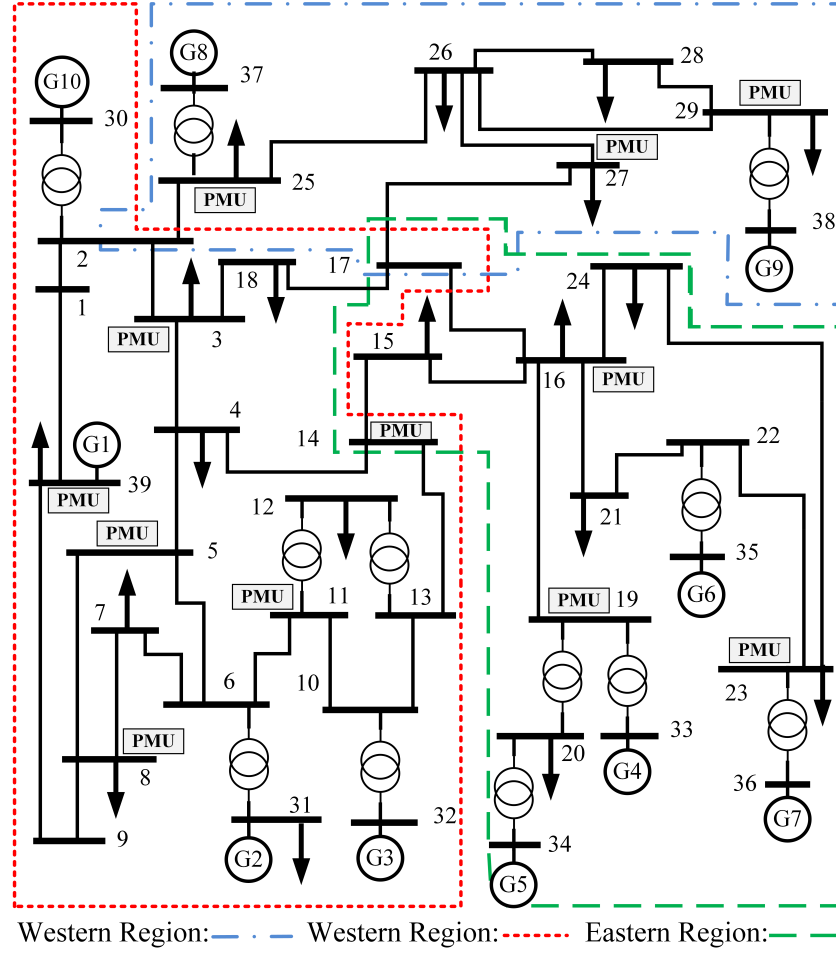 G8
26
28
G10
37
PMU
30
29
PMU
27
PMU
25
38
2
17
24
G9
18
1
PMU
3
15
16
PMU
4
14
PMU
22
G1
39
PMU
12
21
PMU
5
35
7
PMU
11
13
PMU
19
G6
PMU
6
10
23
PMU
33
8
20
G4
36
31
32
9
34
G7
G2
G3
G5
Western Region: Western Region: Eastern Region: